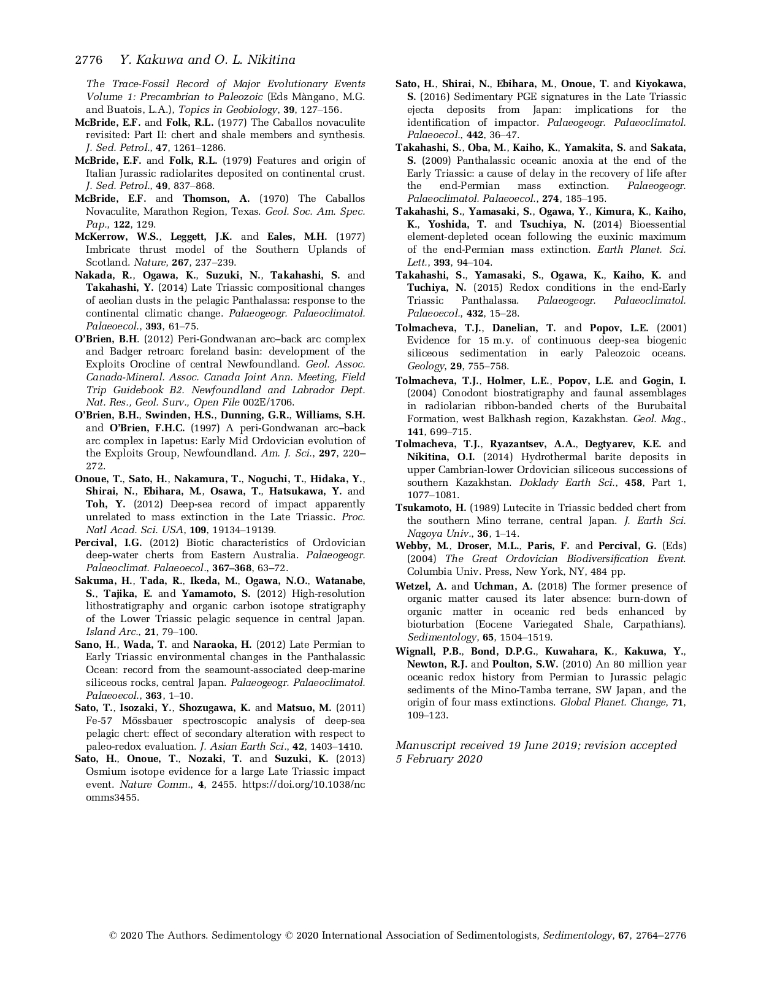 2776 Y. Kakuwa and O. L. Nikitina
The Trace-Fossil Record of Major Evolutionary Events
Volume 1: Precambrian to Paleozoic (Eds Màngano, M.G.
and Buatois, L.A.), Topics in Geobiology, 39, 127–156.
McBride, E.F. and Folk, R.L. (1977) The Caballos novaculite
revisited: Part II: chert and shale members and synthesis.
J. Sed. Petrol., 47, 1261–1286.
McBride, E.F. and Folk, R.L. (1979) Features and origin of
Italian Jurassic radiolarites deposited on continental crust.
J. Sed. Petrol., 49, 837–868.
McBride, E.F. and Thomson, A. (1970) The Caballos
Novaculite, Marathon Region, Texas. Geol. Soc. Am. Spec.
Pap., 122, 129.
McKerrow, W.S., Leggett, J.K. and Eales, M.H. (1977)
Imbricate thrust model of the Southern Uplands of
Scotland. Nature, 267, 237–239.
Nakada, R., Ogawa, K., Suzuki, N., Takahashi, S. and
Takahashi, Y. (2014) Late Triassic compositional changes
of aeolian dusts in the pelagic Panthalassa: response to the
continental climatic change. Palaeogeogr. Palaeoclimatol.
Palaeoecol., 393, 61–75.
O'Brien, B.H. (2012) Peri-Gondwanan arc–back arc complex
and Badger retroarc foreland basin: development of the
Exploits Orocline of central Newfoundland. Geol. Assoc.
Canada-Mineral. Assoc. Canada Joint Ann. Meeting, Field
Trip Guidebook B2. Newfoundland and Labrador Dept.
Nat. Res., Geol. Surv., Open File 002E/1706.
O'Brien, B.H., Swinden, H.S., Dunning, G.R., Williams, S.H.
and O'Brien, F.H.C. (1997) A peri-Gondwanan arc–back
arc complex in Iapetus: Early Mid Ordovician evolution of
the Exploits Group, Newfoundland. Am. J. Sci., 297, 220–
272.
Onoue, T., Sato, H., Nakamura, T., Noguchi, T., Hidaka, Y.,
Shirai, N., Ebihara, M., Osawa, T., Hatsukawa, Y. and
Toh, Y. (2012) Deep-sea record of impact apparently
unrelated to mass extinction in the Late Triassic. Proc.
Natl Acad. Sci. USA, 109, 19134–19139.
Percival, I.G. (2012) Biotic characteristics of Ordovician
deep-water cherts from Eastern Australia. Palaeogeogr.
Palaeoclimat. Palaeoecol., 367–368, 63–72.
Sakuma, H., Tada, R., Ikeda, M., Ogawa, N.O., Watanabe,
S., Tajika, E. and Yamamoto, S. (2012) High-resolution
lithostratigraphy and organic carbon isotope stratigraphy
of the Lower Triassic pelagic sequence in central Japan.
Island Arc., 21, 79–100.
Sano, H., Wada, T. and Naraoka, H. (2012) Late Permian to
Early Triassic environmental changes in the Panthalassic
Ocean: record from the seamount-associated deep-marine
siliceous rocks, central Japan. Palaeogeogr. Palaeoclimatol.
Palaeoecol., 363, 1–10.
Sato, T., Isozaki, Y., Shozugawa, K. and Matsuo, M. (2011)
Fe-57 Mössbauer spectroscopic analysis of deep-sea
pelagic chert: effect of secondary alteration with respect to
paleo-redox evaluation. J. Asian Earth Sci., 42, 1403–1410.
Sato, H., Onoue, T., Nozaki, T. and Suzuki, K. (2013)
Osmium isotope evidence for a large Late Triassic impact
event. Nature Comm., 4, 2455. https://doi.org/10.1038/nc
omms3455.
Sato, H., Shirai, N., Ebihara, M., Onoue, T. and Kiyokawa,
S. (2016) Sedimentary PGE signatures in the Late Triassic
ejecta deposits from Japan: implications for the
identification of impactor. Palaeogeogr. Palaeoclimatol.
Palaeoecol., 442, 36–47.
Takahashi, S., Oba, M., Kaiho, K., Yamakita, S. and Sakata,
S. (2009) Panthalassic oceanic anoxia at the end of the
Early Triassic: a cause of delay in the recovery of life after
the end-Permian mass extinction. Palaeogeogr.
Palaeoclimatol. Palaeoecol., 274, 185–195.
Takahashi, S., Yamasaki, S., Ogawa, Y., Kimura, K., Kaiho,
K., Yoshida, T. and Tsuchiya, N. (2014) Bioessential
element-depleted ocean following the euxinic maximum
of the end-Permian mass extinction. Earth Planet. Sci.
Lett., 393, 94–104.
Takahashi, S., Yamasaki, S., Ogawa, K., Kaiho, K. and
Tuchiya, N. (2015) Redox conditions in the end-Early
Triassic Panthalassa. Palaeogeogr. Palaeoclimatol.
Palaeoecol., 432, 15–28.
Tolmacheva, T.J., Danelian, T. and Popov, L.E. (2001)
Evidence for 15 m.y. of continuous deep-sea biogenic
siliceous sedimentation in early Paleozoic oceans.
Geology, 29, 755–758.
Tolmacheva, T.J., Holmer, L.E., Popov, L.E. and Gogin, I.
(2004) Conodont biostratigraphy and faunal assemblages
in radiolarian ribbon-banded cherts of the Burubaital
Formation, west Balkhash region, Kazakhstan. Geol. Mag.,
141, 699–715.
Tolmacheva, T.J., Ryazantsev, A.A., Degtyarev, K.E. and
Nikitina, O.I. (2014) Hydrothermal barite deposits in
upper Cambrian-lower Ordovician siliceous successions of
southern Kazakhstan. Doklady Earth Sci., 458, Part 1,
1077–1081.
Tsukamoto, H. (1989) Lutecite in Triassic bedded chert from
the southern Mino terrane, central Japan. J. Earth Sci.
Nagoya Univ., 36, 1–14.
Webby, M., Droser, M.L., Paris, F. and Percival, G. (Eds)
(2004) The Great Ordovician Biodiversification Event.
Columbia Univ. Press, New York, NY, 484 pp.
Wetzel, A. and Uchman, A. (2018) The former presence of
organic matter caused its later absence: burn-down of
organic matter in oceanic red beds enhanced by
bioturbation (Eocene Variegated Shale, Carpathians).
Sedimentology, 65, 1504–1519.
Wignall, P.B., Bond, D.P.G., Kuwahara, K., Kakuwa, Y.,
Newton, R.J. and Poulton, S.W. (2010) An 80 million year
oceanic redox history from Permian to Jurassic pelagic
sediments of the Mino-Tamba terrane, SW Japan, and the
origin of four mass extinctions. Global Planet. Change, 71,
109–123.
Manuscript received 19 June 2019; revision accepted
5 February 2020
© 2020 The Authors. Sedimentology © 2020 International Association of Sedimentologists, Sedimentology, 67, 2764–2776